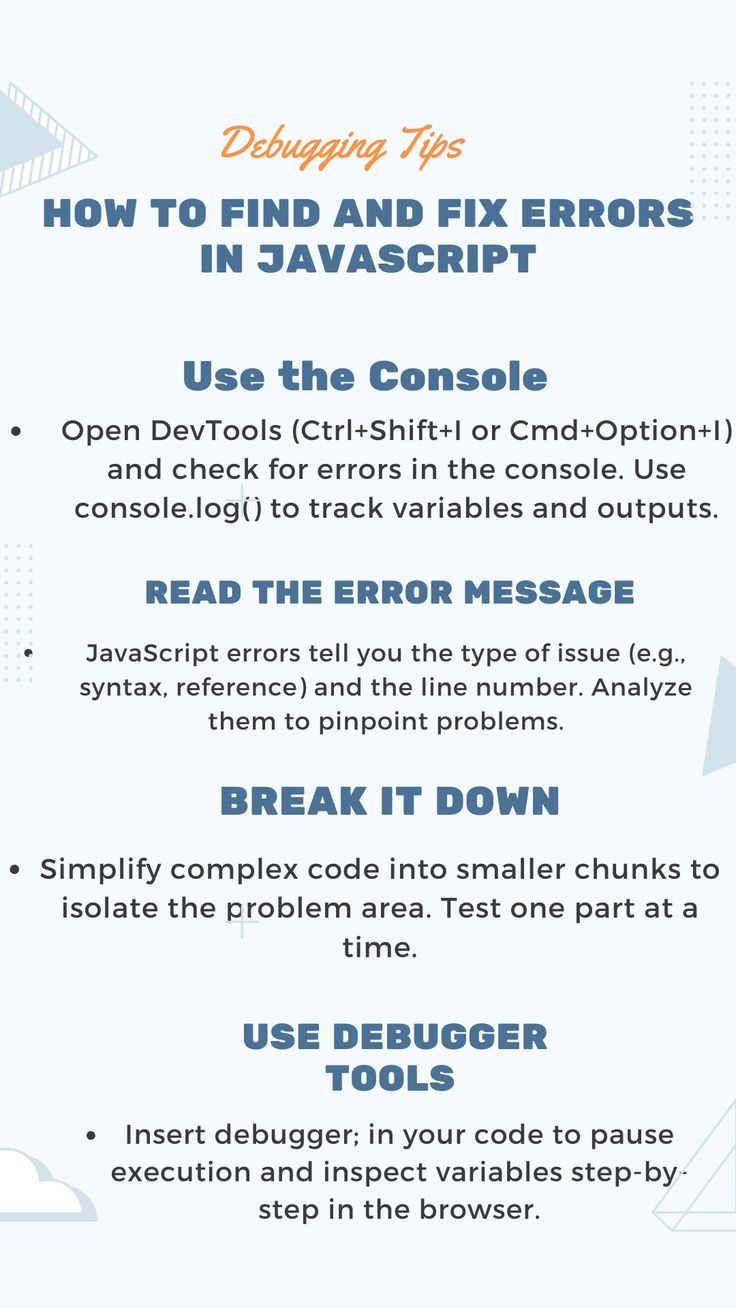 Debugging Tips
HOW TO FIND AND FIX ERRORS
IN JAVASCRIPT
Use the Console
• Open DevTools (Ctrl+Shift+I or Cmd+Option+I)
and check for errors in the console. Use
console.log() to track variables and outputs.
READ THE ERROR MESSAGE
• JavaScript errors tell you the type of issue (e.g.,
syntax, reference) and the line number. Analyze
them to pinpoint problems.
BREAK IT DOWN
• Simplify complex code into smaller chunks to
isolate the problem area. Test one part at a
time.
USE DEBUGGER
TOOLS
• Insert debugger; in your code to pause
execution and inspect variables step-by-
step in the browser.